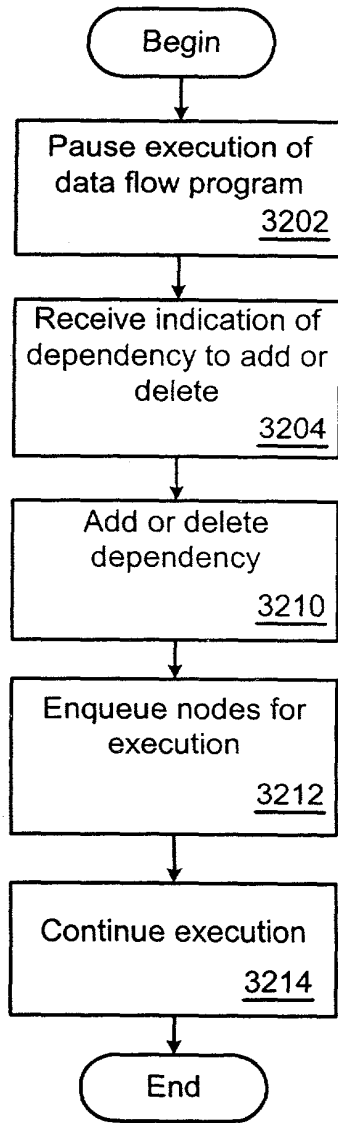 Begin
Pause execution of
data flow program
3202
Receive indication of
dependency to add or
delete
3204
Add or delete
dependency
3210
Enqueue nodes for
execution
3212
Continue execution
3214
End